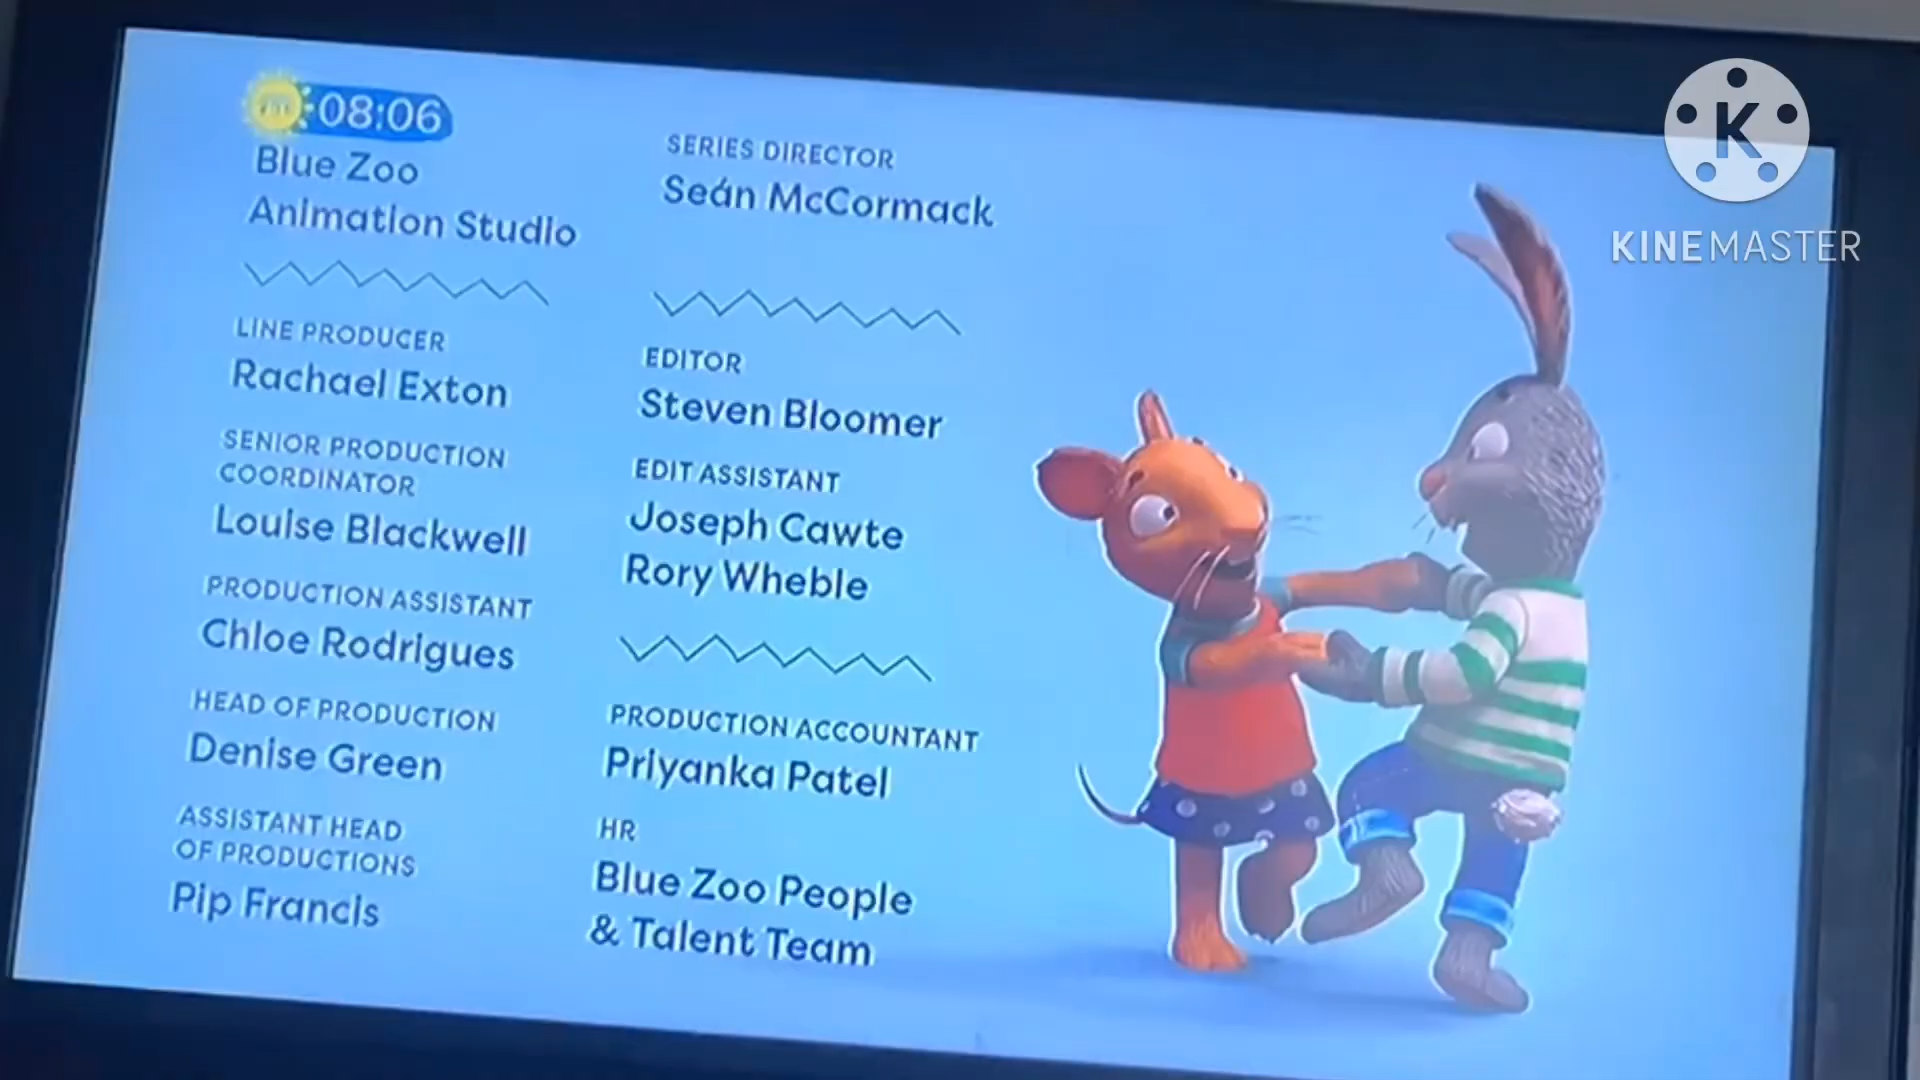 08:06
Blue Zoo
Animation Studio
LINE PRODUCER
Rachael Exton
SENIOR PRODUCTION
COORDINATOR
Louise Blackwell
PRODUCTION ASSISTANT
Chloe Rodrigues
HEAD OF PRODUCTION
Denise Green
ASSISTANT HEAD
OF PRODUCTIONS
Pip Francis
SERIES DIRECTOR
Seán McCormack
EDITOR
Steven Bloomer
EDIT ASSISTANT
Joseph Cawte
Rory Wheble
PRODUCTION ACCOUNTANT
Priyanka Patel
HR
Blue Zoo People
& Talent Team
K
KINEMASTER